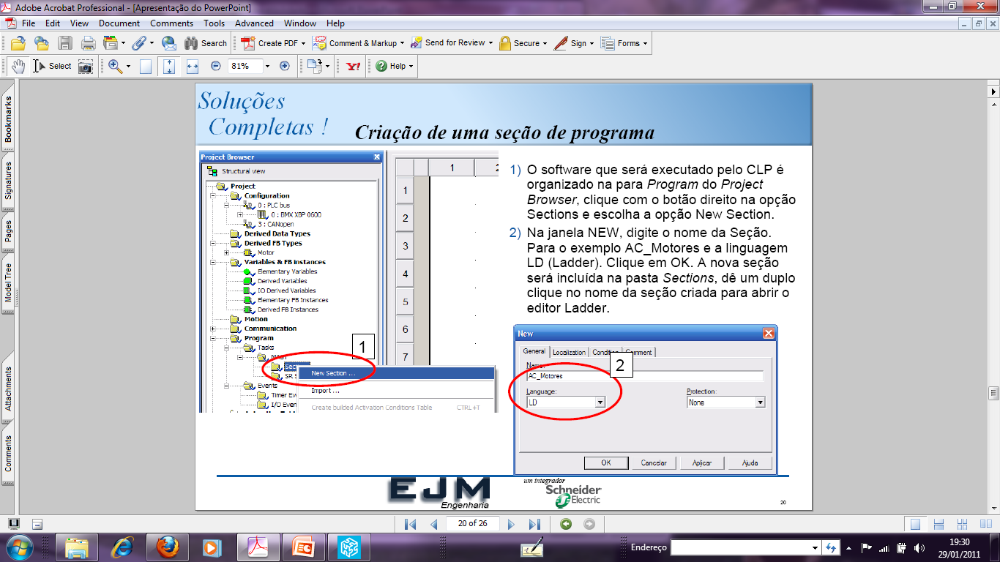 Adobe Acrobat Professional - [Apresentação do PowerPoint]
File Edit View Document Comments Tools Advanced Window Help
Search Create PDF Comment & Markup Send for Review Secure Sign Forms
Select 81% Y! Help
Bookmarks
Signatures
Pages
Model Tree
Attachments
Comments
Soluções
Completas !
Criação de uma seção de programa
Project Browser
Structural view
Project
Configuration
0 : PLC bus
0 : BMX XBP 0600
3 : CANopen
Derived Data Types
Derived FB Types
Motor
Variables & FB instances
Elementary Variables
Derived Variables
IO Derived Variables
Elementary FB Instances
Derived FB Instances
Motion
Communication
Program
Tasks
SR S
Events
Timer Ev
I/O Even
1
New Section ...
Import ...
Create builded Activation Conditions Table CTRL+T
1
1
2
3
4
5
6
7
1) O software que será executado pelo CLP é
organizado na para Program do Project
Browser, clique com o botão direito na opção
Sections e escolha a opção New Section.
2) Na janela NEW, digite o nome da Seção.
Para o exemplo AC_Motores e a linguagem
LD (Ladder). Clique em OK. A nova seção
será incluída na pasta Sections, dê um duplo
clique no nome da seção criada para abrir o
editor Ladder.
New
General Localization Condition Comment
2
Name:
AC_Motores
Language: Protection:
LD None
OK Cancelar Aplicar Ajuda
EJM
Engenharia
um integrador
Schneider
Electric
20
20 of 26
Endereço
19:30
29/01/2011